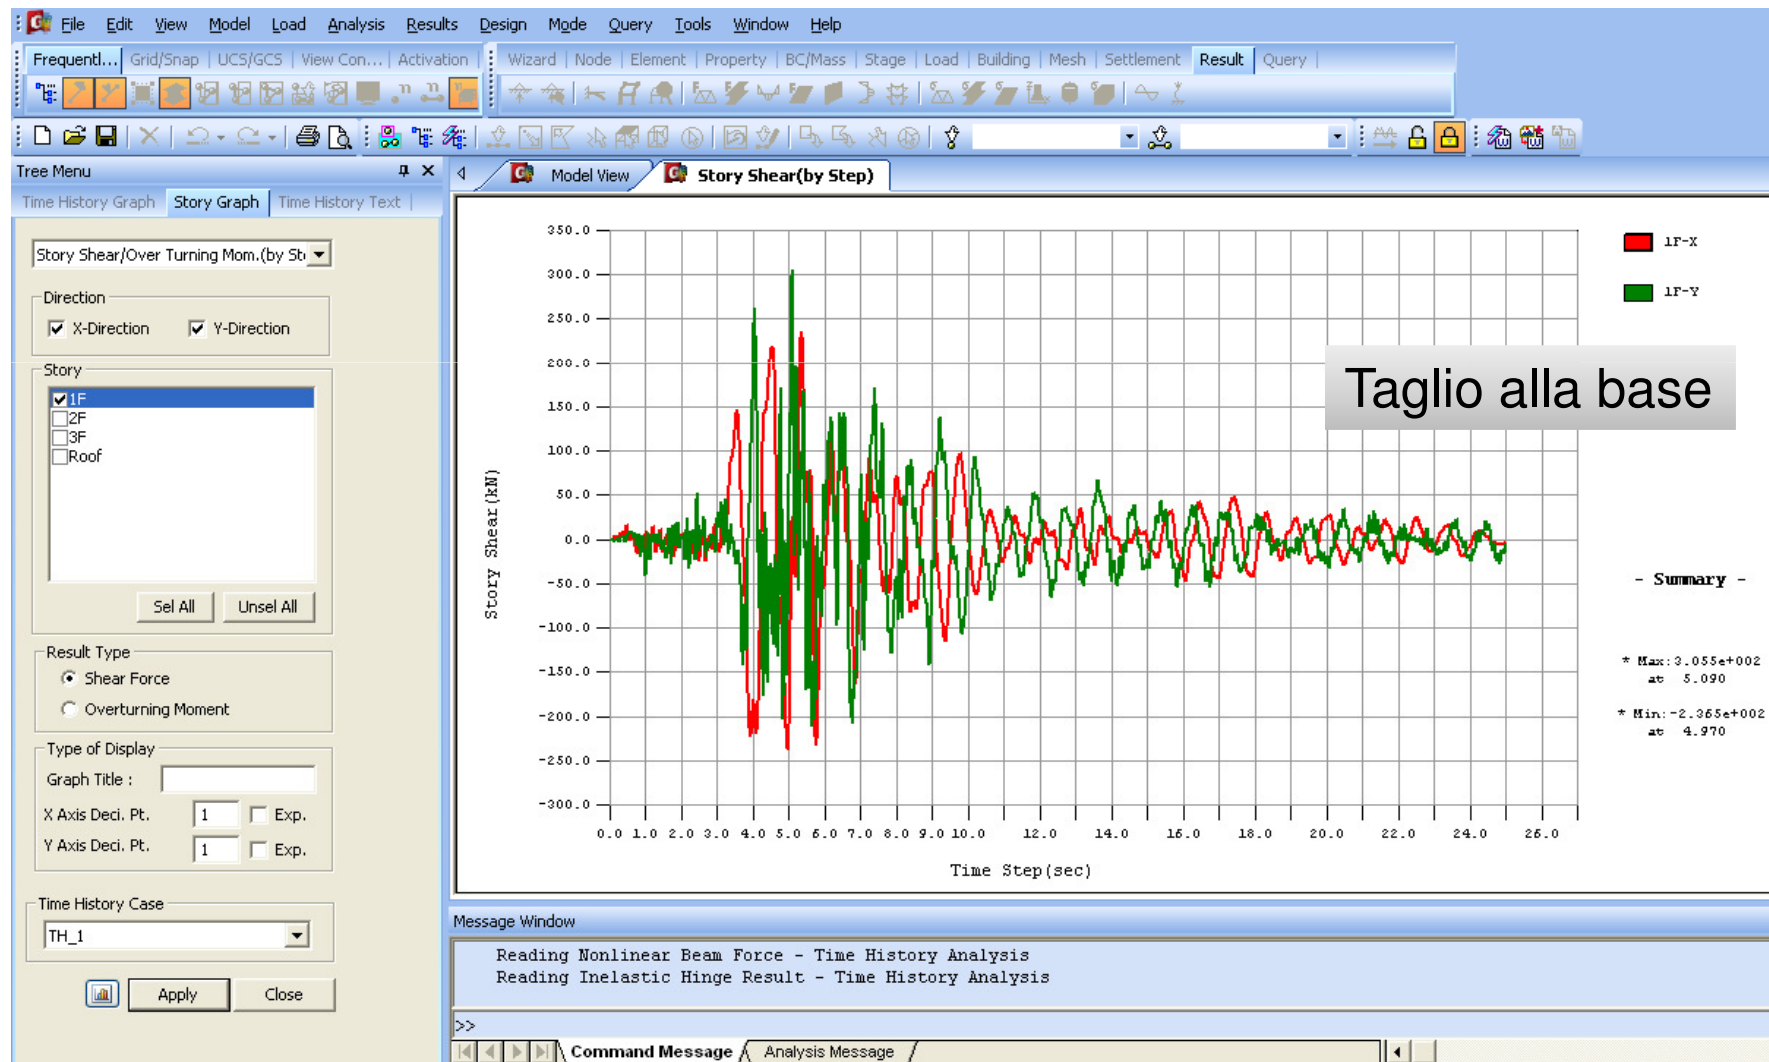 File Edit View Model Load Analysis Results Design Mode Query Tools Window Help
Frequentl... Grid/Snap UCS/GCS View Con... Activation Wizard Node Element Property BC/Mass Stage Load Building Mesh Settlement Result Query
Tree Menu
Model View Story Shear(by Step)
Time History Graph Story Graph Time History Text
Story Shear/Over Turning Mom.(by St
Direction
X-Direction Y-Direction
Story
1F
2F
3F
Roof
Sel All Unsel All
Result Type
Shear Force
Overturning Moment
Type of Display
Graph Title :
X Axis Deci. Pt. 1 Exp.
Y Axis Deci. Pt. 1 Exp.
Time History Case
TH_1
Apply Close
350.0
300.0
250.0
200.0
150.0
100.0
50.0
0.0
-50.0
-100.0
-150.0
-200.0
-250.0
-300.0
Story Shear(kN)
0.0 1.0 2.0 3.0 4.0 5.0 6.0 7.0 8.0 9.0 10.0 12.0 14.0 16.0 18.0 20.0 22.0 24.0 26.0
Time Step(sec)
1F-X
1F-Y
Taglio alla base
- Summary -
* Max:3.055e+002
at 5.090
* Min:-2.365e+002
at 4.970
Message Window
Reading Nonlinear Beam Force - Time History Analysis
Reading Inelastic Hinge Result - Time History Analysis
>>
Command Message Analysis Message